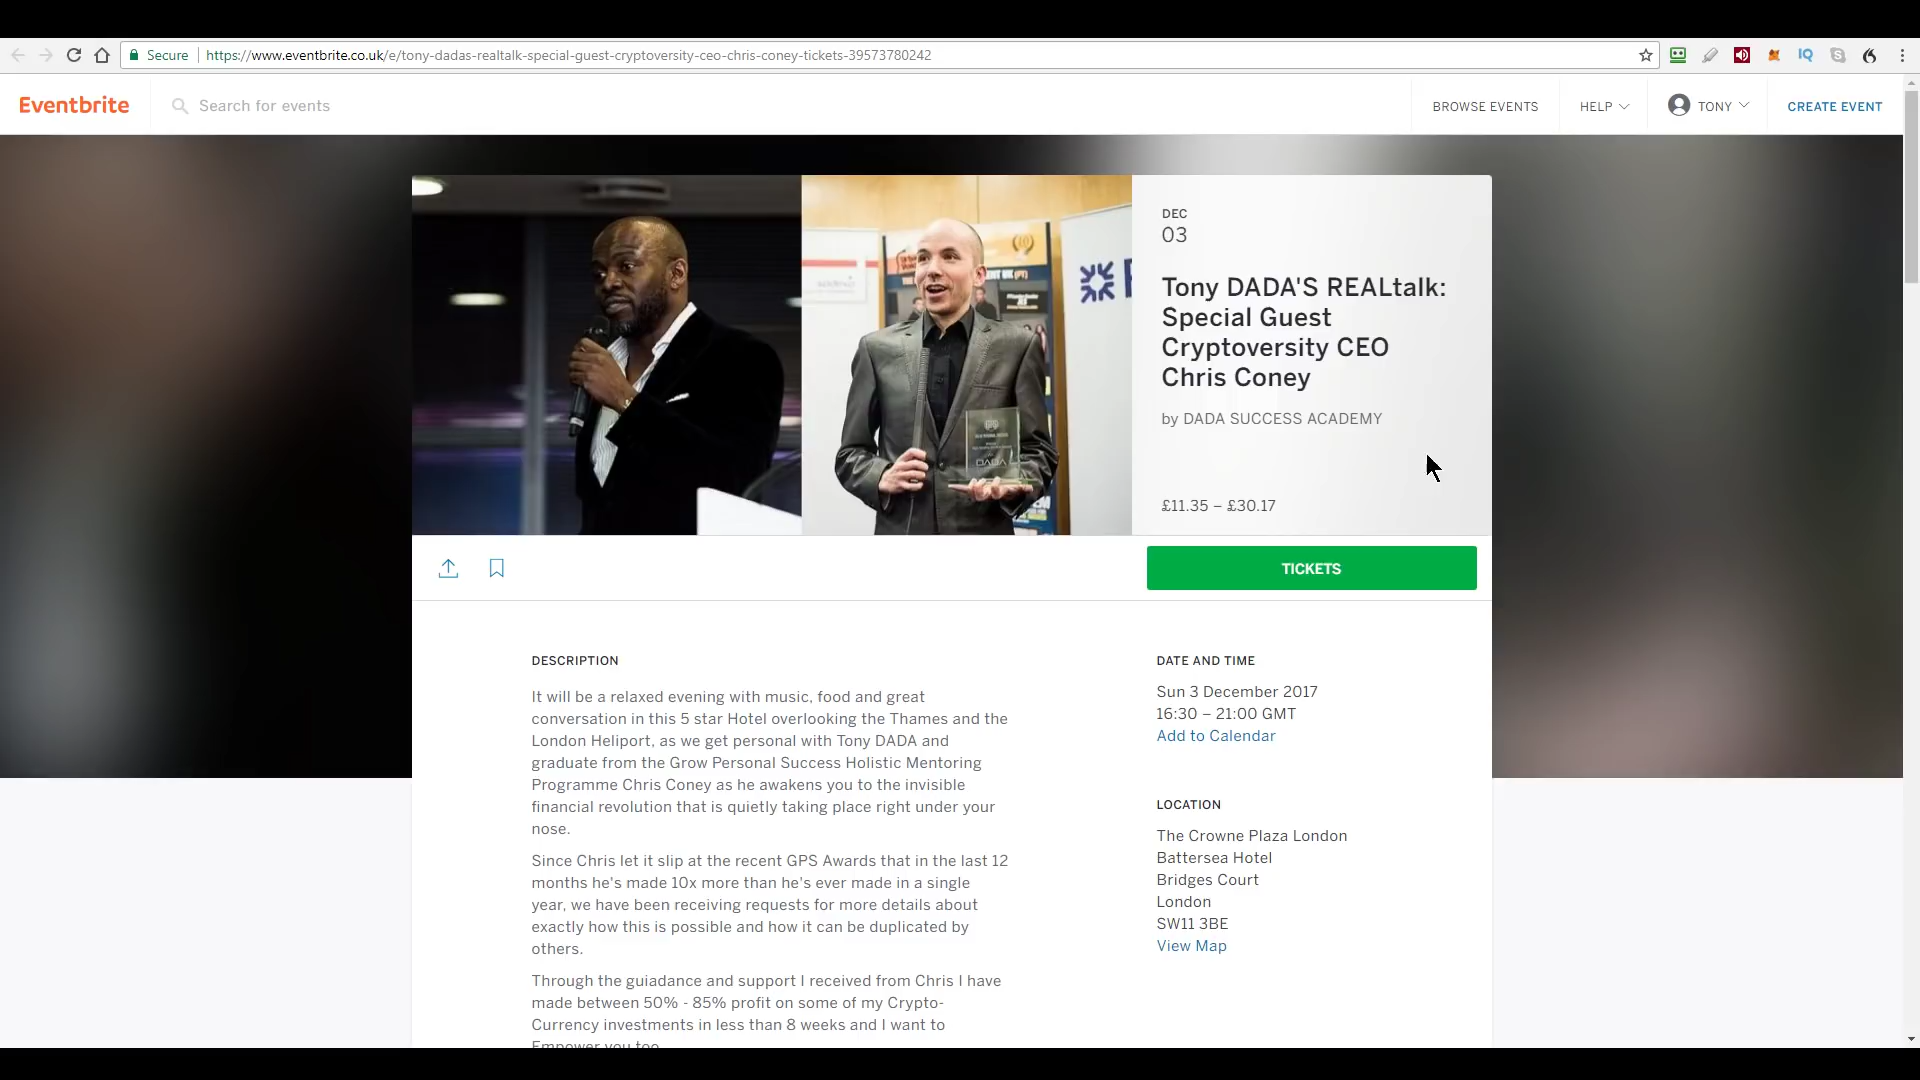 Secure
https://www.eventbrite.co.uk/e/tony-dadas-realtalk-special-guest-cryptoversity-ceo-chris-coney-tickets-39573780242
Eventbrite
Search for events
BROWSE EVENTS
HELP
TONY
CREATE EVENT
DADA
DEC
03
Tony DADA'S REALtalk:
Special Guest
Cryptoversity CEO
Chris Coney
by DADA SUCCESS ACADEMY
£11.35 – £30.17
TICKETS
DESCRIPTION
It will be a relaxed evening with music, food and great
conversation in this 5 star Hotel overlooking the Thames and the
London Heliport, as we get personal with Tony DADA and
graduate from the Grow Personal Success Holistic Mentoring
Programme Chris Coney as he awakens you to the invisible
financial revolution that is quietly taking place right under your
nose.
Since Chris let it slip at the recent GPS Awards that in the last 12
months he's made 10x more than he's ever made in a single
year, we have been receiving requests for more details about
exactly how this is possible and how it can be duplicated by
others.
Through the guiadance and support I received from Chris I have
made between 50% - 85% profit on some of my Crypto-
Currency investments in less than 8 weeks and I want to
Empower you too
DATE AND TIME
Sun 3 December 2017
16:30 – 21:00 GMT
Add to Calendar
LOCATION
The Crowne Plaza London
Battersea Hotel
Bridges Court
London
SW11 3BE
View Map